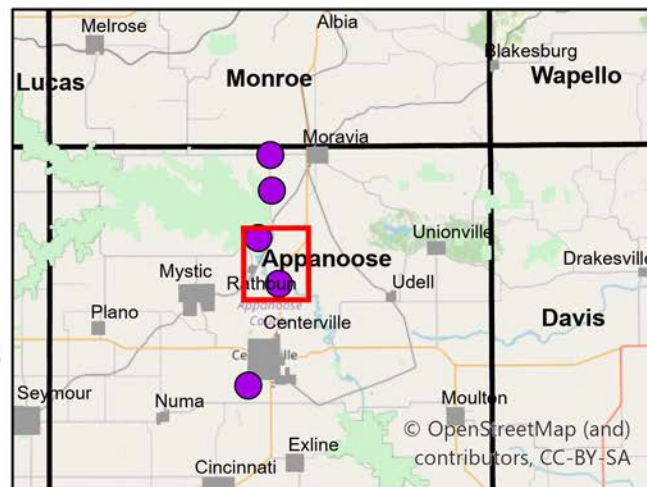 Melrose
Albia
Blakesburg
Lucas
Monroe
Wapello
Moravia
Unionville
Appanoose
Drakesville
Mystic
Rathbun
Udell
Appanoose
Plano
Centerville
Davis
Seymour
Numa
Moulton
© OpenStreetMap (and)
Exline
contributors, CC-BY-SA
Cincinnati